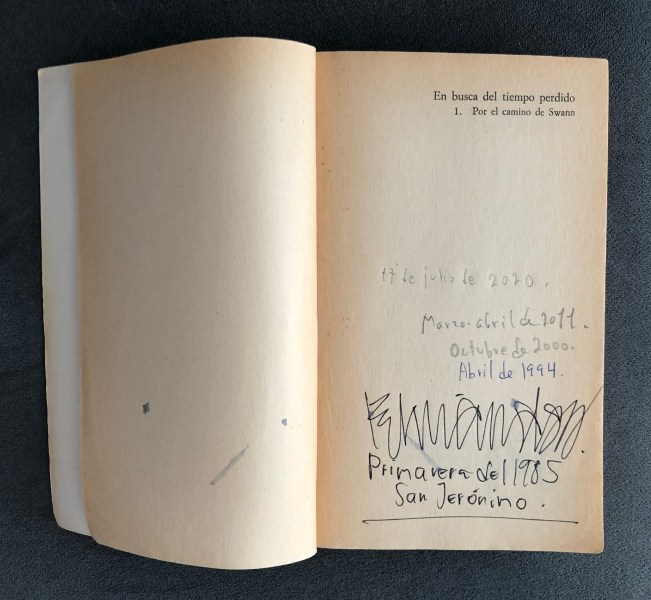 En busca del tiempo perdido
1. Por el camino de Swann
17 de julio de 2020.
Marzo-abril de 2011.
Octubre de 2000.
Abril de 1994.
Primavera del 1985
San Jerónino.